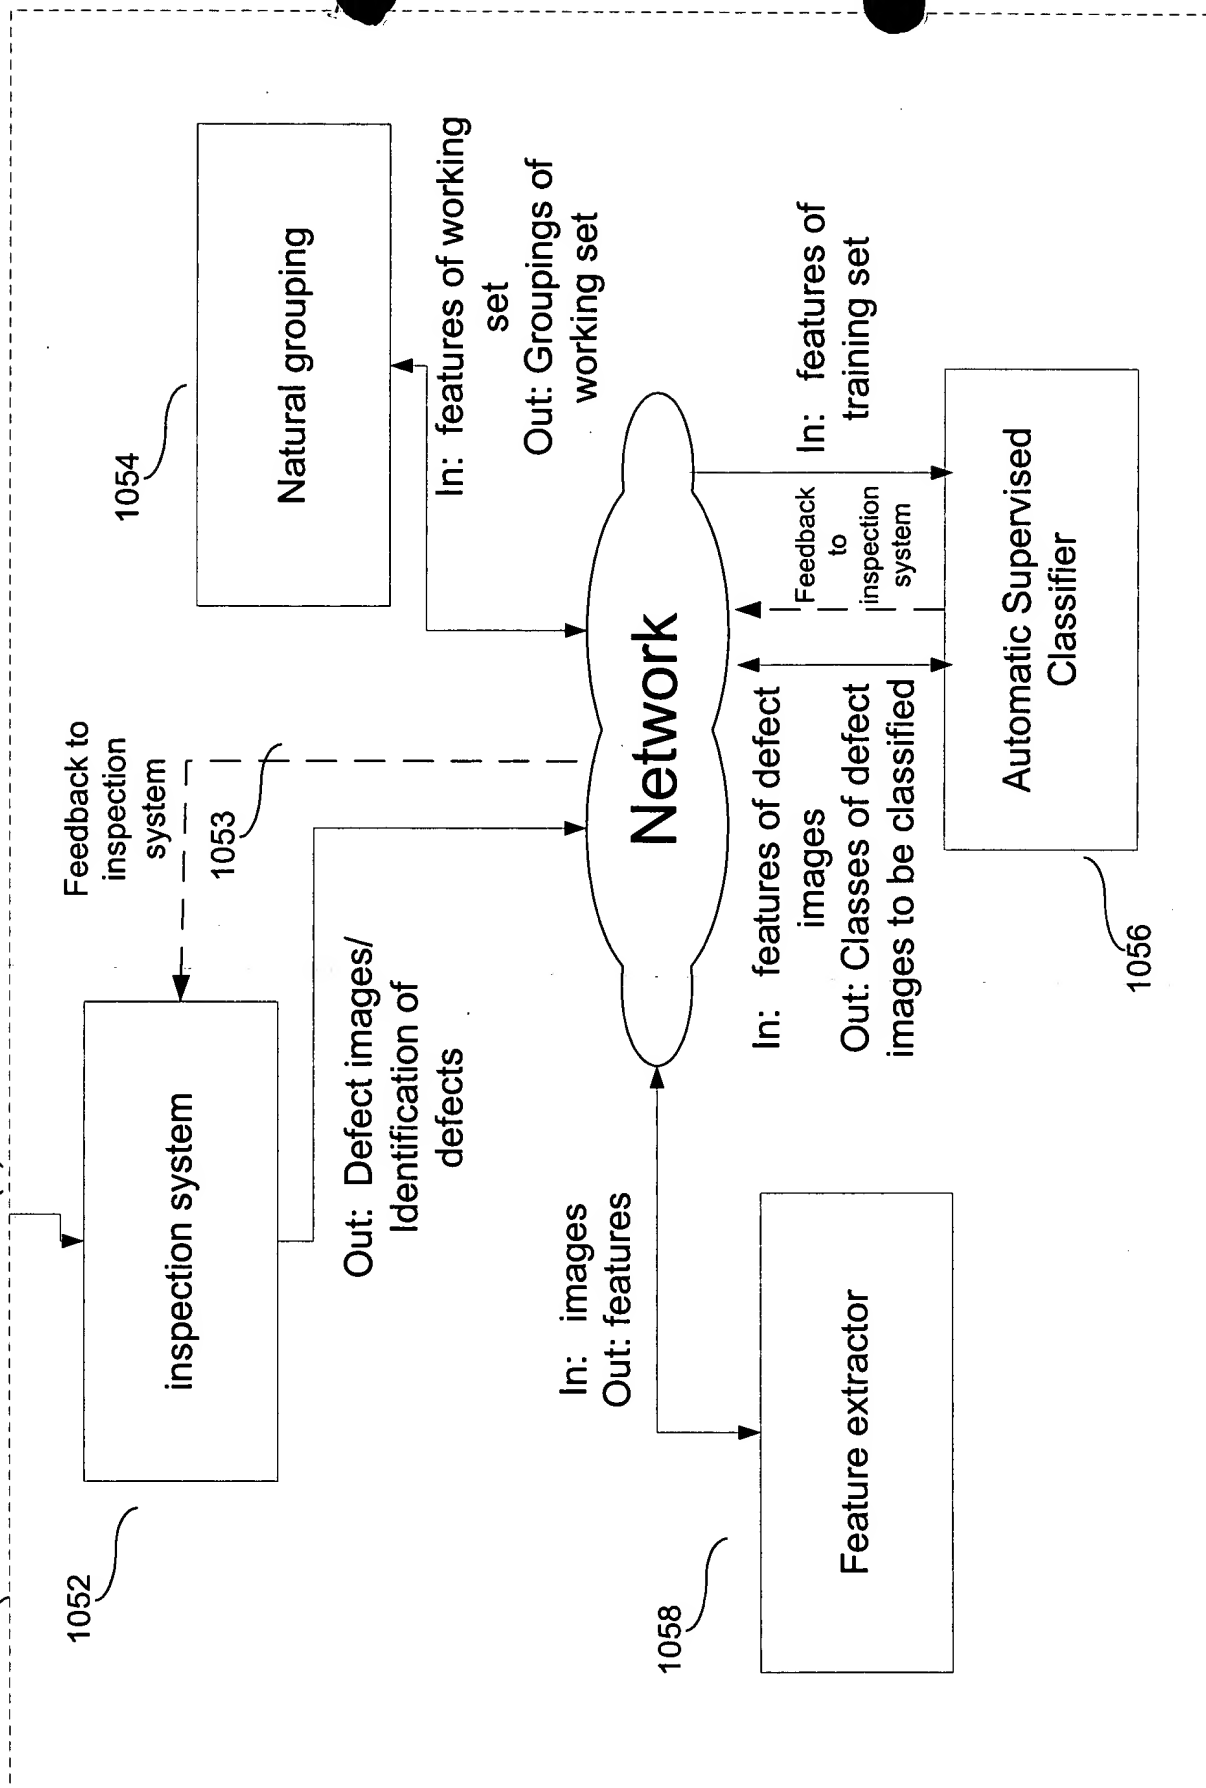 1052
inspection system
Feedback to
inspection
system
1053
1054
Natural grouping
Out: Defect images/
Identification of
defects
In: features of working
set
Out: Groupings of
working set
In: images
Out: features
Network
1058
Feature extractor
In: features of defect
images
Out: Classes of defect
images to be classified
Feedback
to
inspection
system
In: features of
training set
1056
Automatic Supervised
Classifier